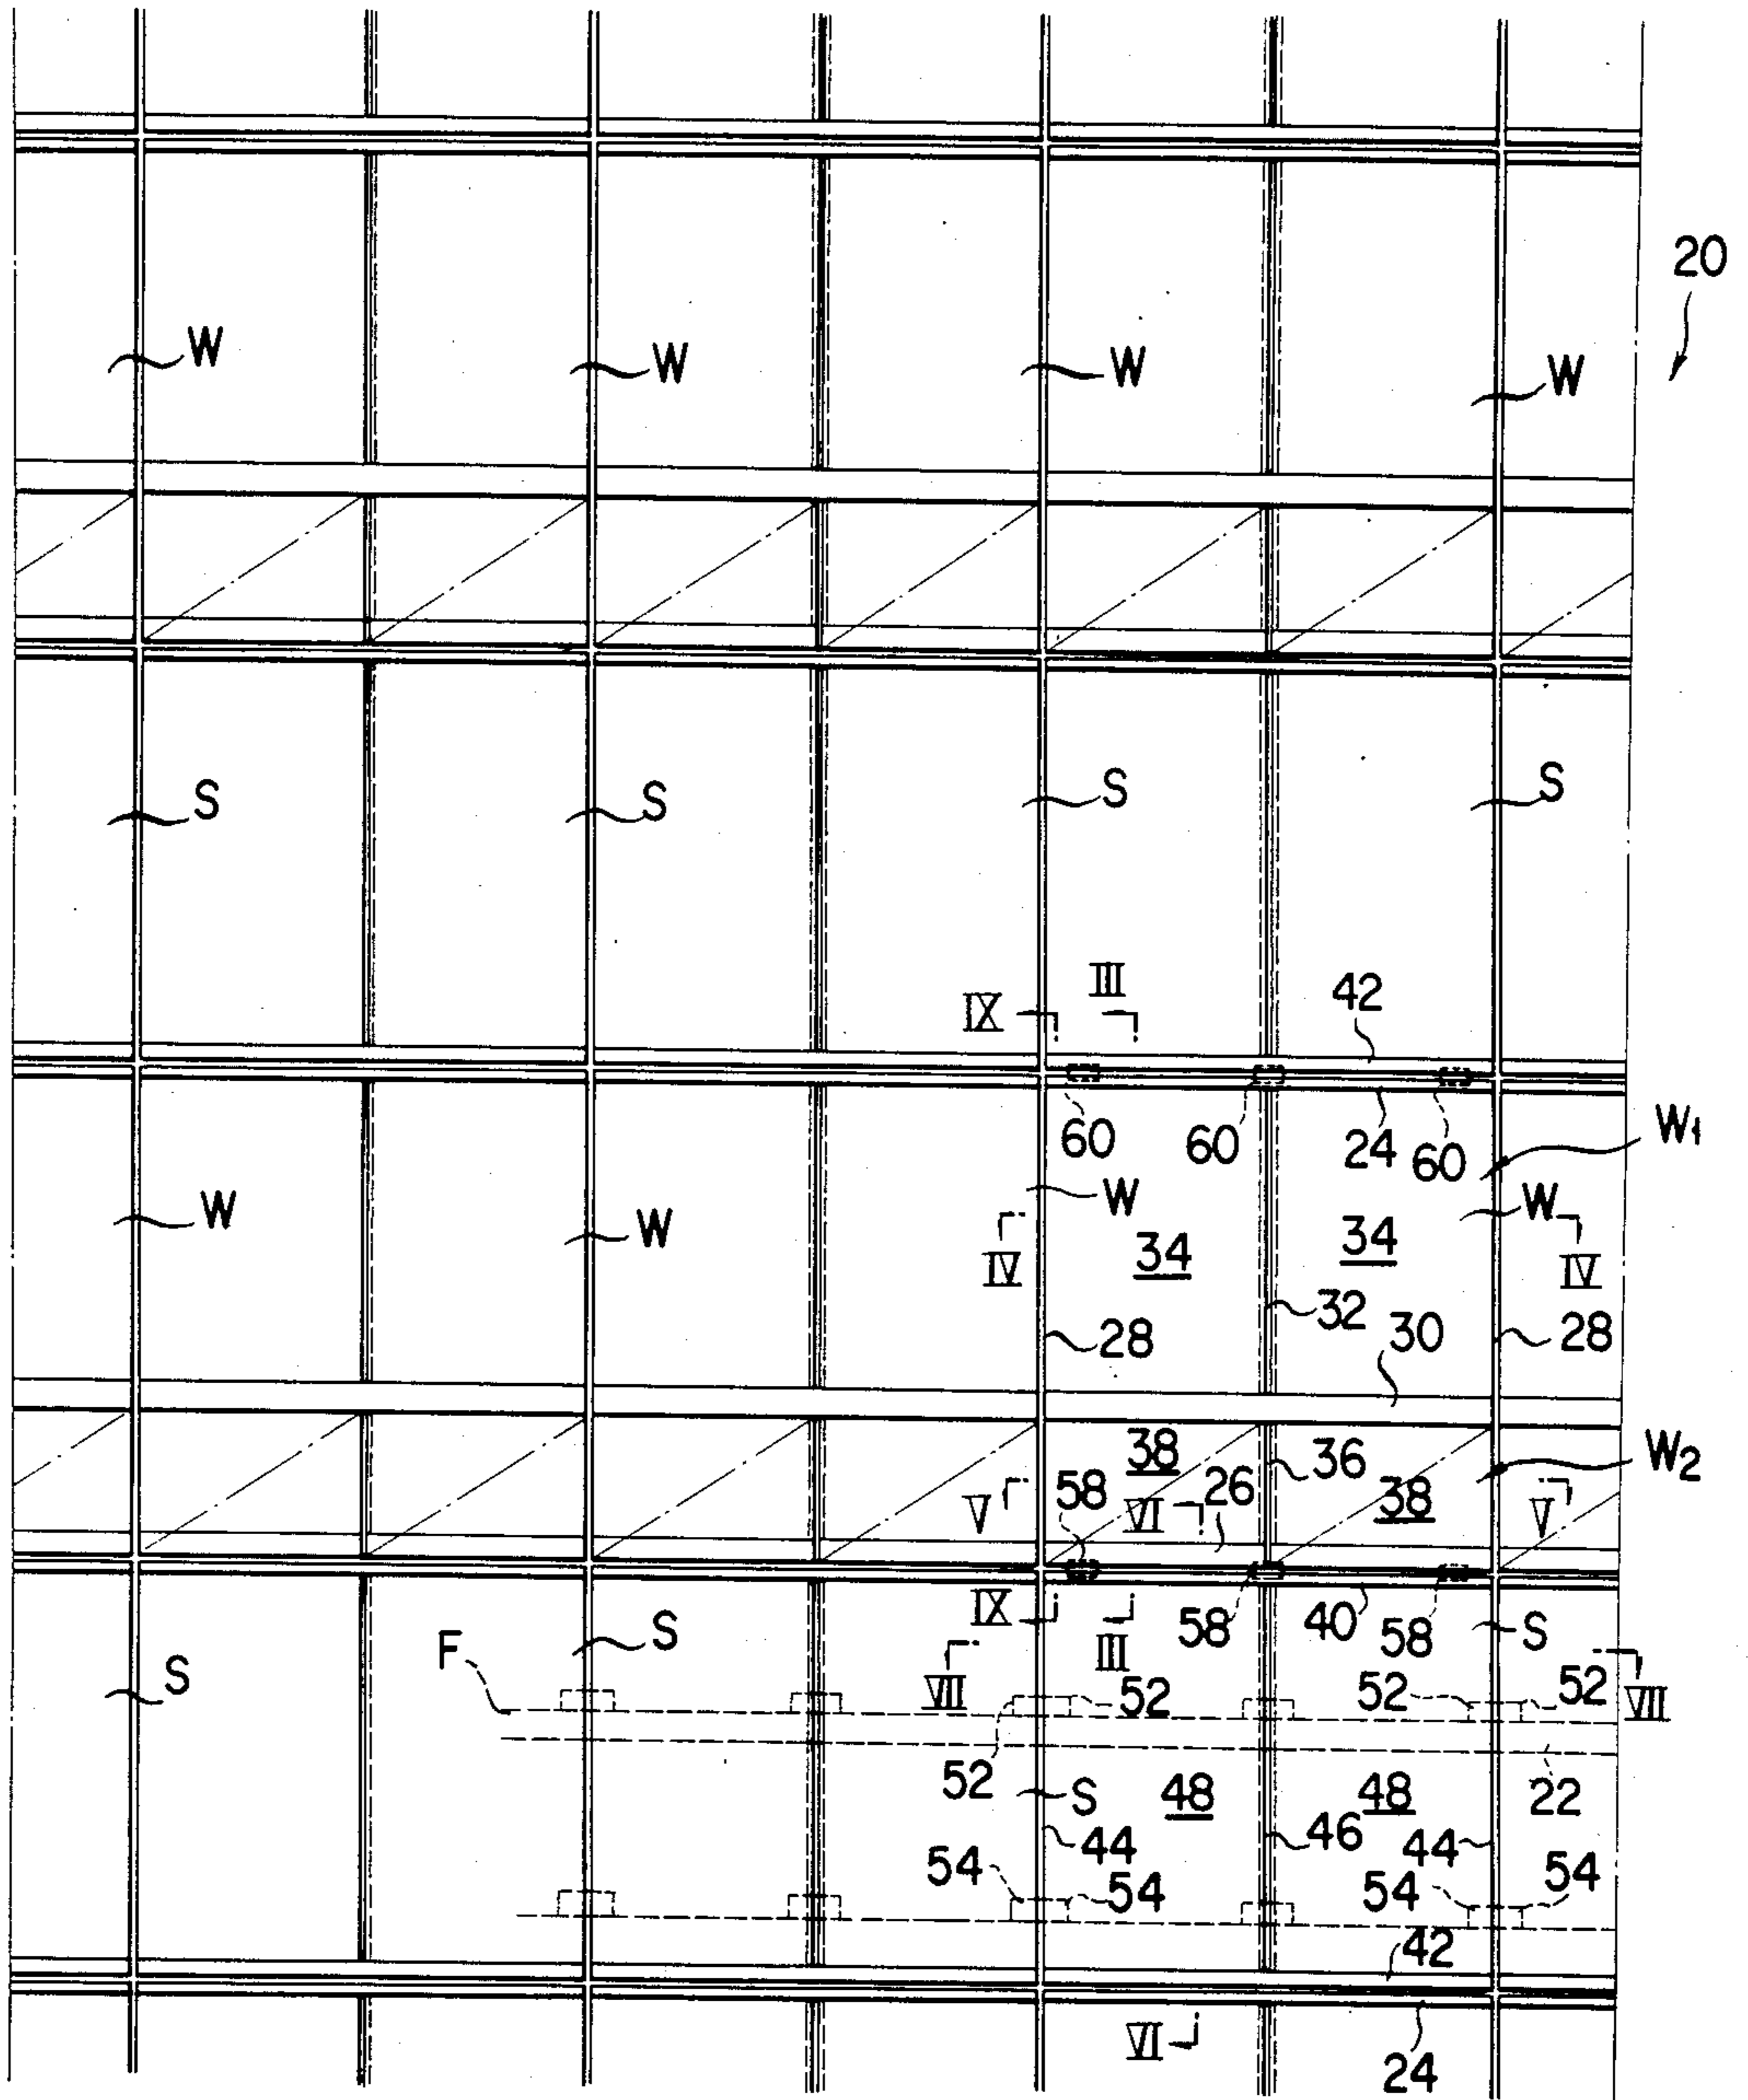 20
W W W W
S S S S
IX III 42
60 60 24 60 W1
W W W W
IV 34 34 IV
32
28 30 28
38 36 W2
V 58 VI 26 38 V
IX III 58 40 58 S
F S VII
S 52 52 52 VII
52 S 48 48 22
44 46 44
54 54 54 54
42
VI 24